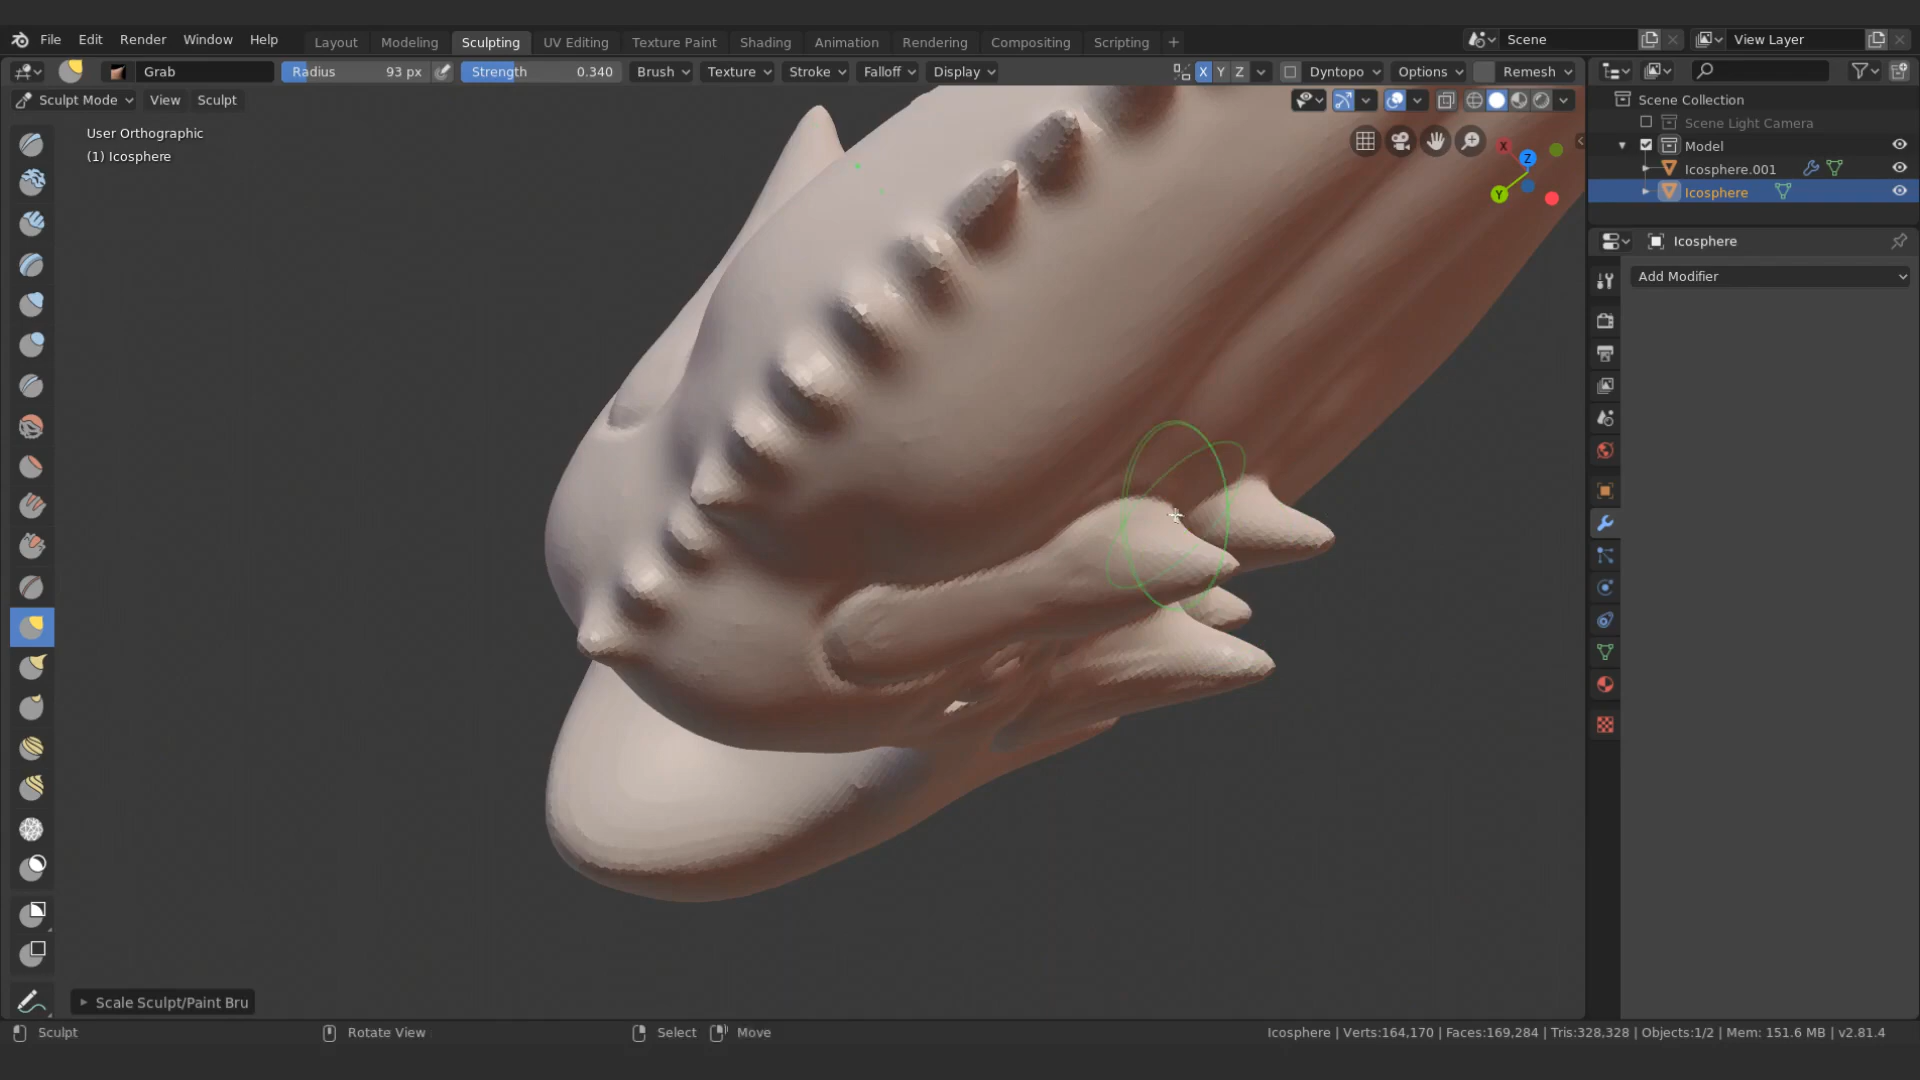 File Edit Render Window Help Layout Modeling Sculpting UV Editing Texture Paint Shading Animation Rendering Compositing Scripting + Scene View Layer
Grab Radius 93 px Strength 0.340 Brush Texture Stroke Falloff Display X Y Z Dyntopo Options Remesh
Sculpt Mode View Sculpt
Scene Collection
Scene Light Camera
Model
Icosphere.001
Icosphere
User Orthographic
(1) Icosphere
X
Z
Y
Icosphere
Add Modifier
Scale Sculpt/Paint Bru
Sculpt Rotate View Select Move Icosphere | Verts:164,170 | Faces:169,284 | Tris:328,328 | Objects:1/2 | Mem: 151.6 MB | v2.81.4